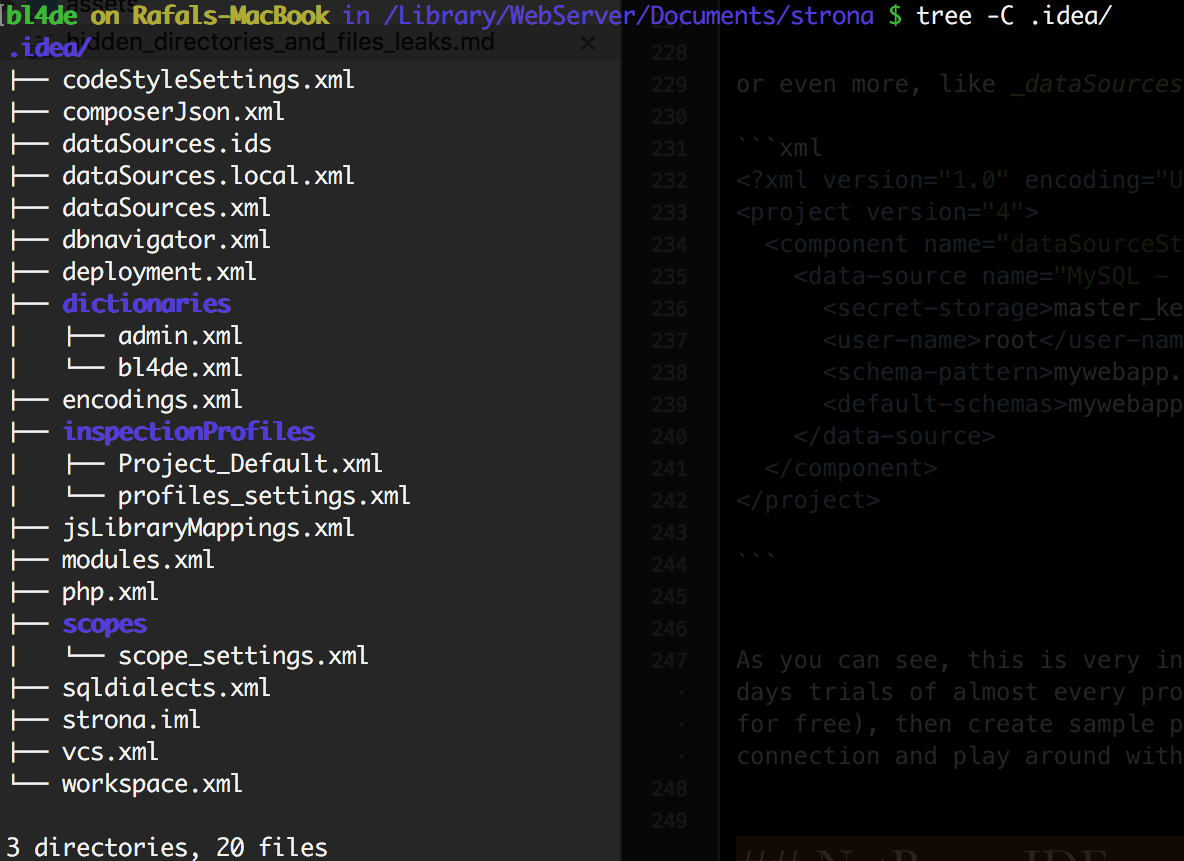 assets
[bl4de on Rafals-MacBook in /Library/WebServer/Documents/strona $ tree -C .idea/
.idea/
hidden_directories_and_files_leaks.md ×
├── codeStyleSettings.xml
├── composerJson.xml
├── dataSources.ids
├── dataSources.local.xml
├── dataSources.xml
├── dbnavigator.xml
├── deployment.xml
├── dictionaries
│   ├── admin.xml
│   └── bl4de.xml
├── encodings.xml
├── inspectionProfiles
│   ├── Project_Default.xml
│   └── profiles_settings.xml
├── jsLibraryMappings.xml
├── modules.xml
├── php.xml
├── scopes
│   └── scope_settings.xml
├── sqldialects.xml
├── strona.iml
├── vcs.xml
└── workspace.xml
3 directories, 20 files
228
229 or even more, like _dataSources
230
231 ```xml
232 <?xml version="1.0" encoding="U
233 <project version="4">
234   <component name="dataSourceSt
235     <data-source name="MySQL -
236       <secret-storage>master_ke
237       <user-name>root</user-nam
238       <schema-pattern>mywebapp.
239       <default-schemas>mywebapp
240     </data-source>
241   </component>
242 </project>
243
244 ```
245
246
247 As you can see, this is very in
· days trials of almost every pro
· for free), then create sample p
· connection and play around with
248
249
## NetBeans IDE